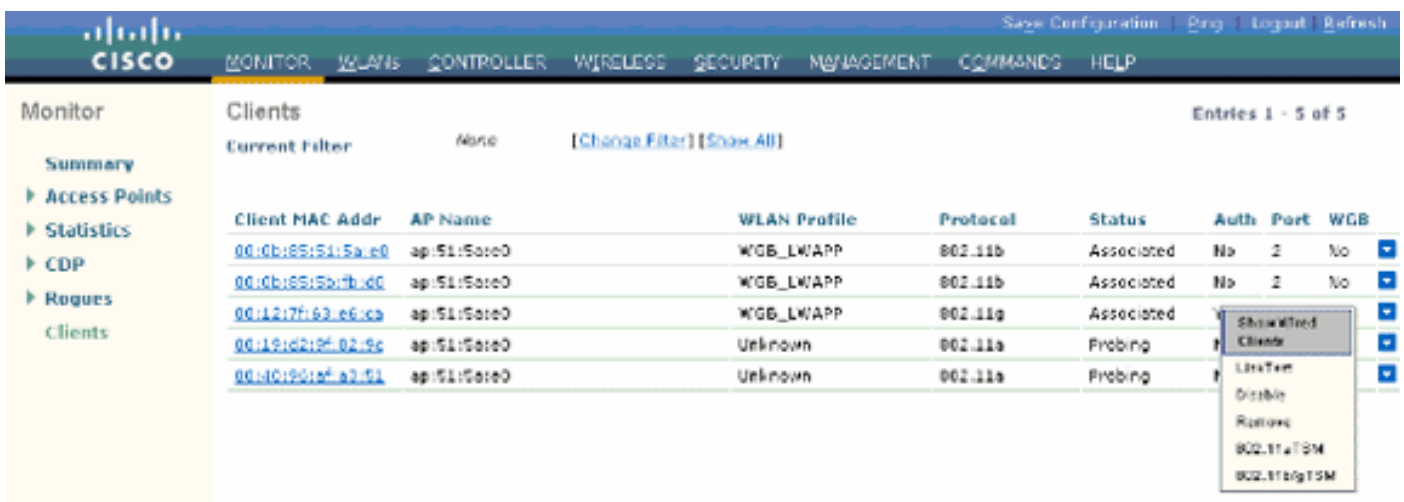 Save Configuration | Ping | Logout | Refresh
CISCO
MONITOR WLANs CONTROLLER WIRELESS SECURITY MANAGEMENT COMMANDS HELP
Monitor
Summary
Access Points
Statistics
CDP
Rogues
Clients
Clients
Entries 1 - 5 of 5
Current Filter None [Change Filter] [Show All]
Client MAC Addr AP Name WLAN Profile Protocol Status Auth Port WGB
00:0b:85:51:5a:e0 ap:51:5a:e0 WGB_LWAPP 802.11b Associated No 2 No
00:0b:85:5b:fb:d0 ap:51:5a:e0 WGB_LWAPP 802.11b Associated No 2 No
00:12:7f:63:e6:ca ap:51:5a:e0 WGB_LWAPP 802.11g Associated
00:19:d2:9f:02:9c ap:51:5a:e0 Unknown 802.11a Probing
00:40:96:af:a3:51 ap:51:5a:e0 Unknown 802.11a Probing
Show Wired
Clients
LinkTest
Disable
Remove
802.11aTSM
802.11b/gTSM